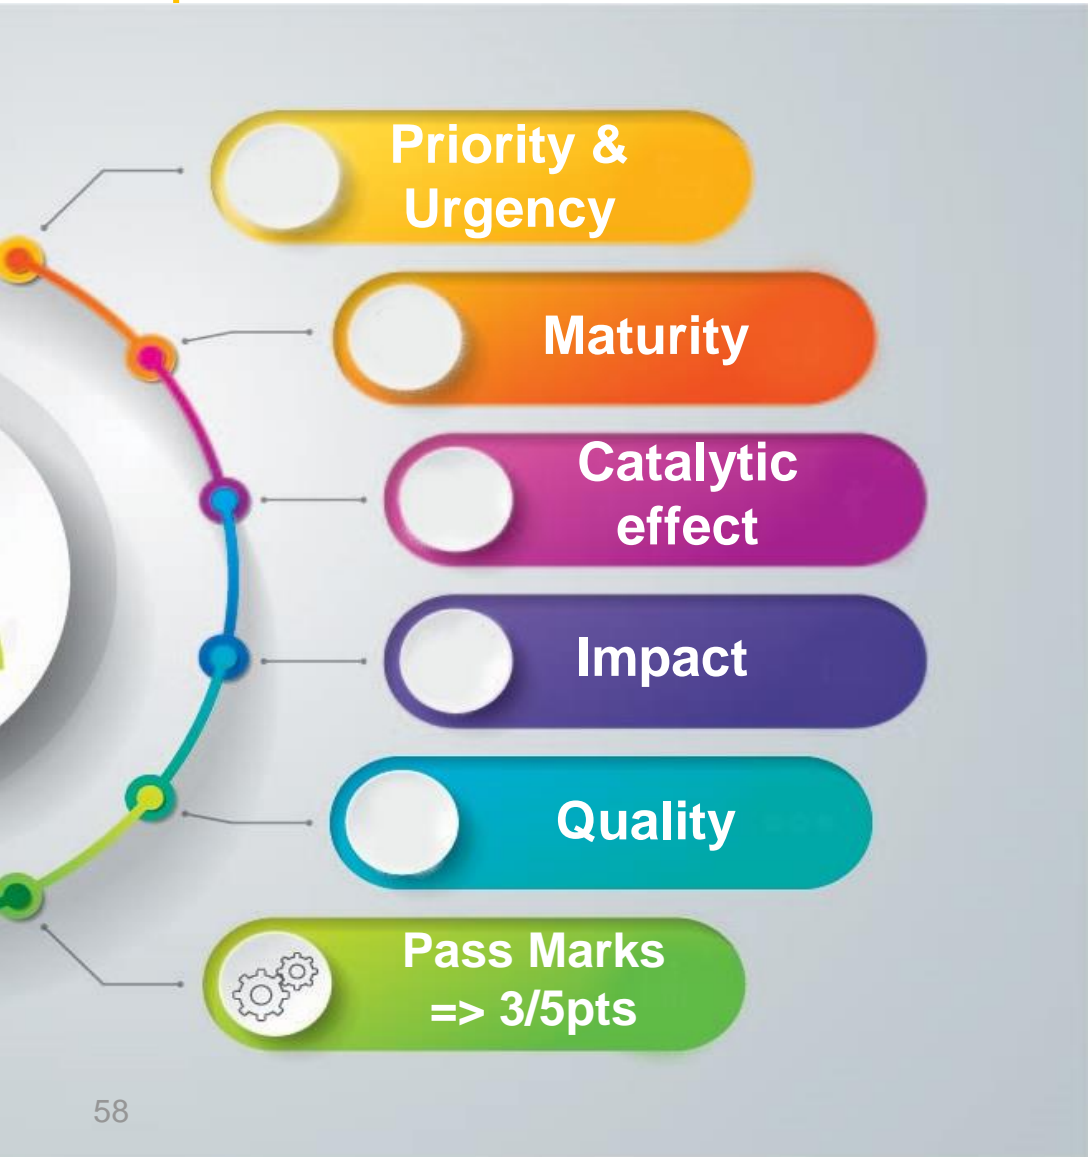 Priority &
Urgency
Maturity
Catalytic
effect
Impact
Quality
Pass Marks
=> 3/5pts
58